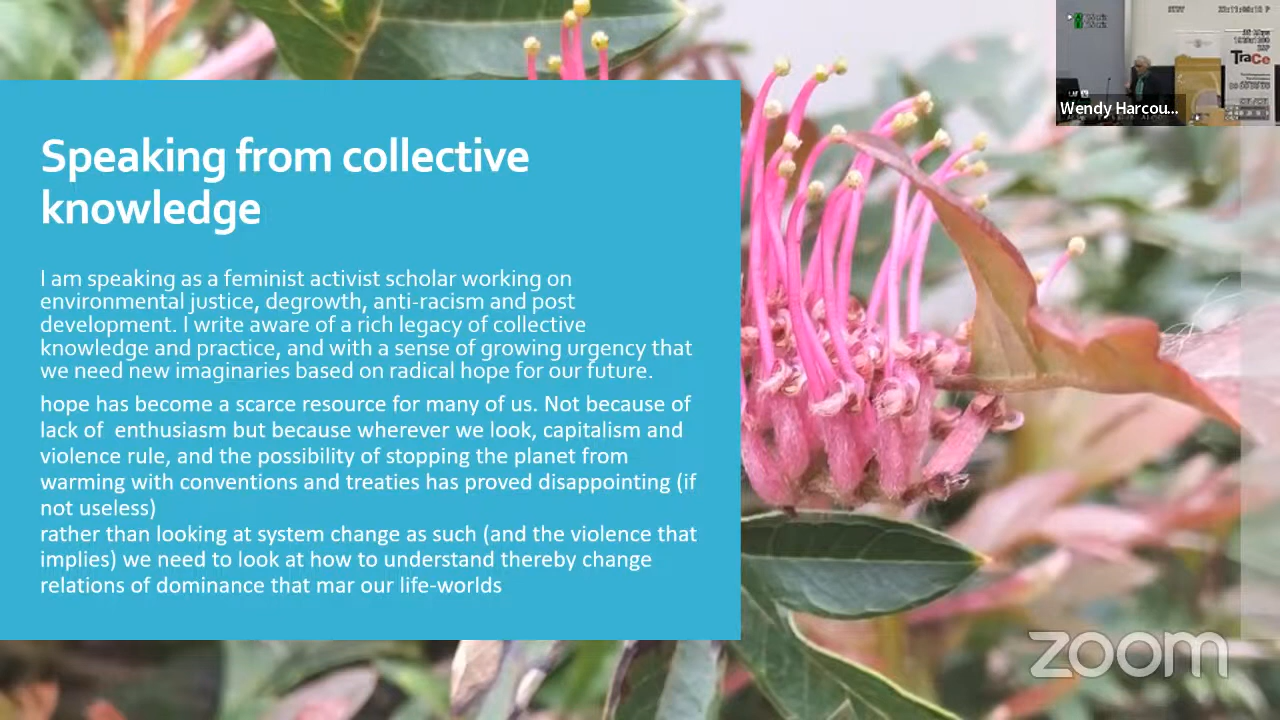 Speaking from collective
knowledge
I am speaking as a feminist activist scholar working on
environmental justice, degrowth, anti-racism and post
development. I write aware of a rich legacy of collective
knowledge and practice, and with a sense of growing urgency that
we need new imaginaries based on radical hope for our future.
hope has become a scarce resource for many of us. Not because of
lack of  enthusiasm but because wherever we look, capitalism and
violence rule, and the possibility of stopping the planet from
warming with conventions and treaties has proved disappointing (if
not useless)
rather than looking at system change as such (and the violence that
implies) we need to look at how to understand thereby change
relations of dominance that mar our life-worlds
TraCe
Wendy Harcou...
zoom